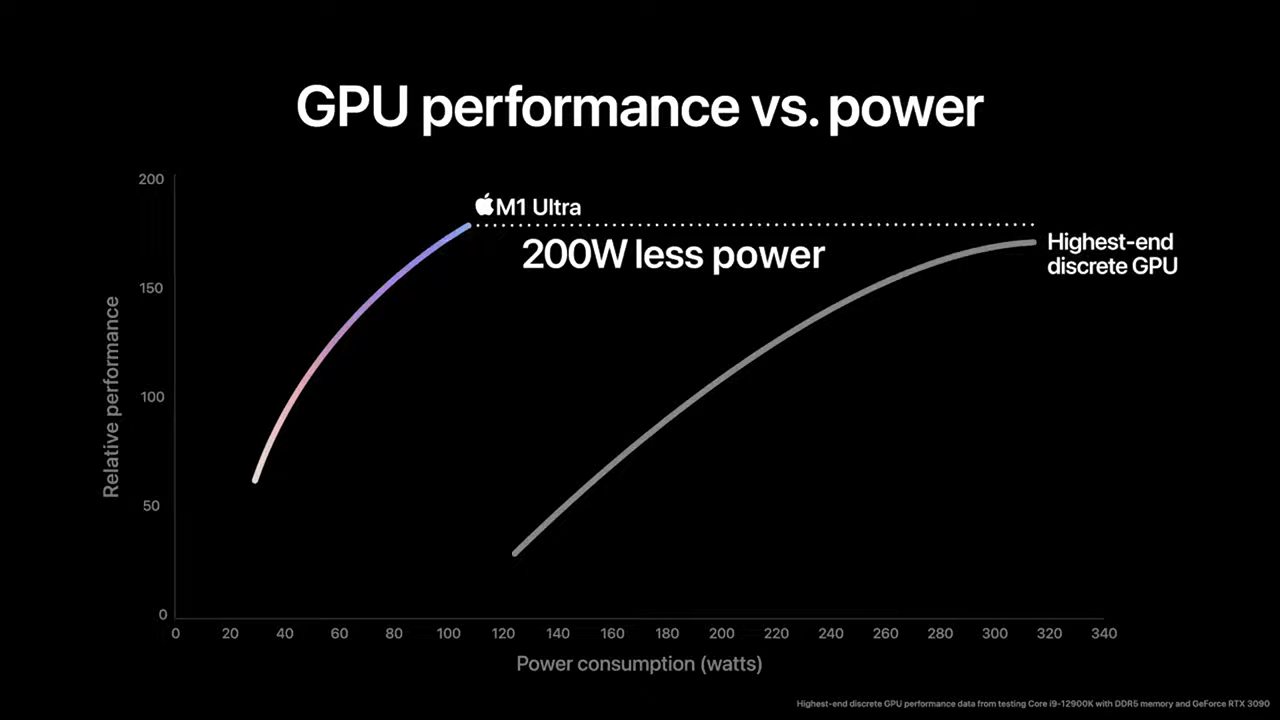 GPU performance vs. power
200
M1 Ultra
200W less power
Highest-end
discrete GPU
150
Relative performance
100
50
0
0 20 40 60 80 100 120 140 160 180 200 220 240 260 280 300 320 340
Power consumption (watts)
Highest-end discrete GPU performance data from testing Core i9-12900K with DDR5 memory and GeForce RTX 3090